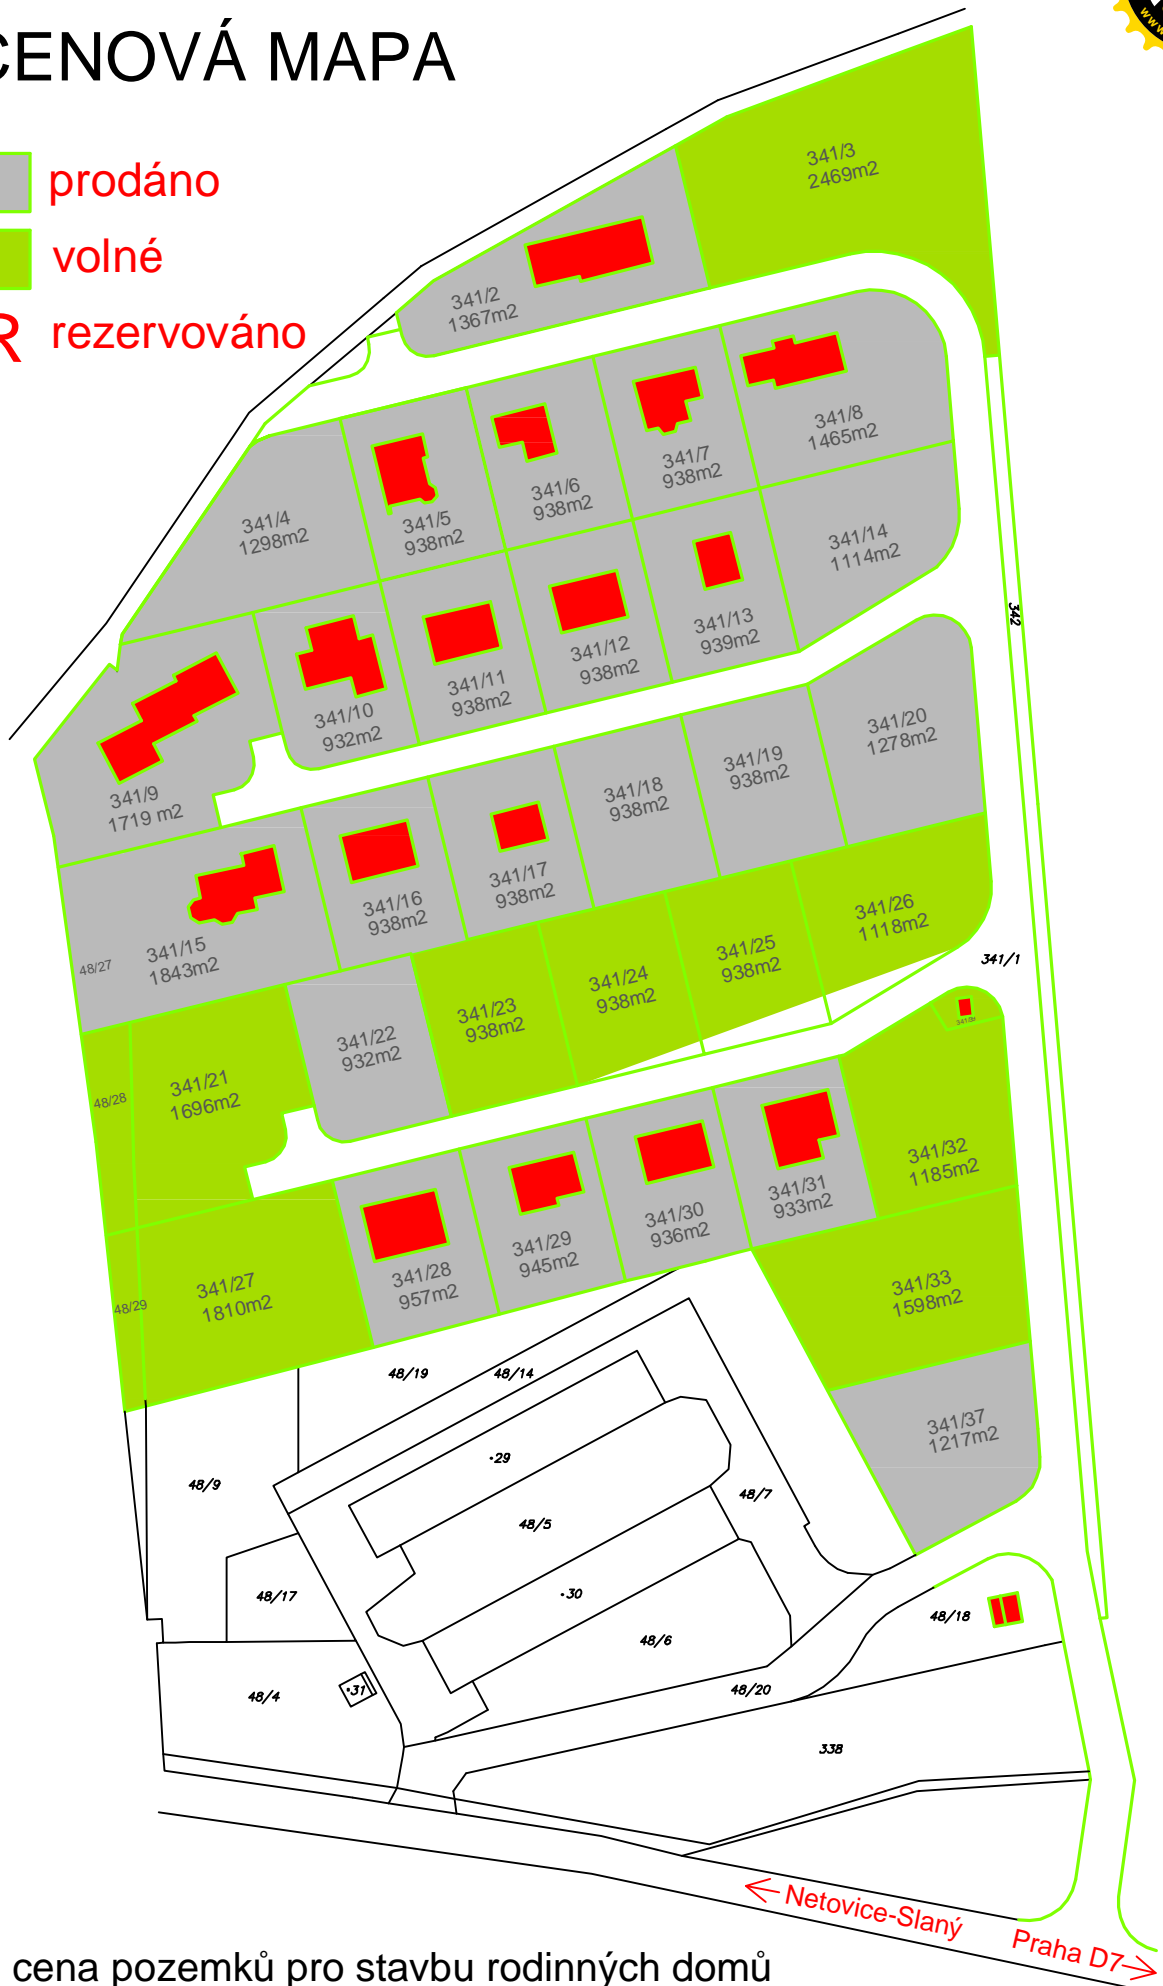 CENOVÁ MAPA
prodáno
volné
R rezervováno
341/3
2469m2
341/2
1367m2
341/8
1465m2
341/7
938m2
341/6
938m2
341/5
938m2
341/4
1298m2
341/14
1114m2
341/13
939m2
341/12
938m2
341/11
938m2
341/10
932m2
341/9
1719 m2
342
341/20
1278m2
341/19
938m2
341/18
938m2
341/17
938m2
341/16
938m2
341/15
1843m2
48/27
341/26
1118m2
341/25
938m2
341/24
938m2
341/23
938m2
341/22
932m2
341/21
1696m2
48/28
341/1
341/32
1185m2
341/31
933m2
341/30
936m2
341/29
945m2
341/28
957m2
341/27
1810m2
48/29
341/33
1598m2
341/37
1217m2
48/19
48/14
·29
48/9
48/7
48/5
48/17
·30
48/18
48/6
48/4
·31
48/20
338
Netovice-Slaný
Praha D7
cena pozemků pro stavbu rodinných domů